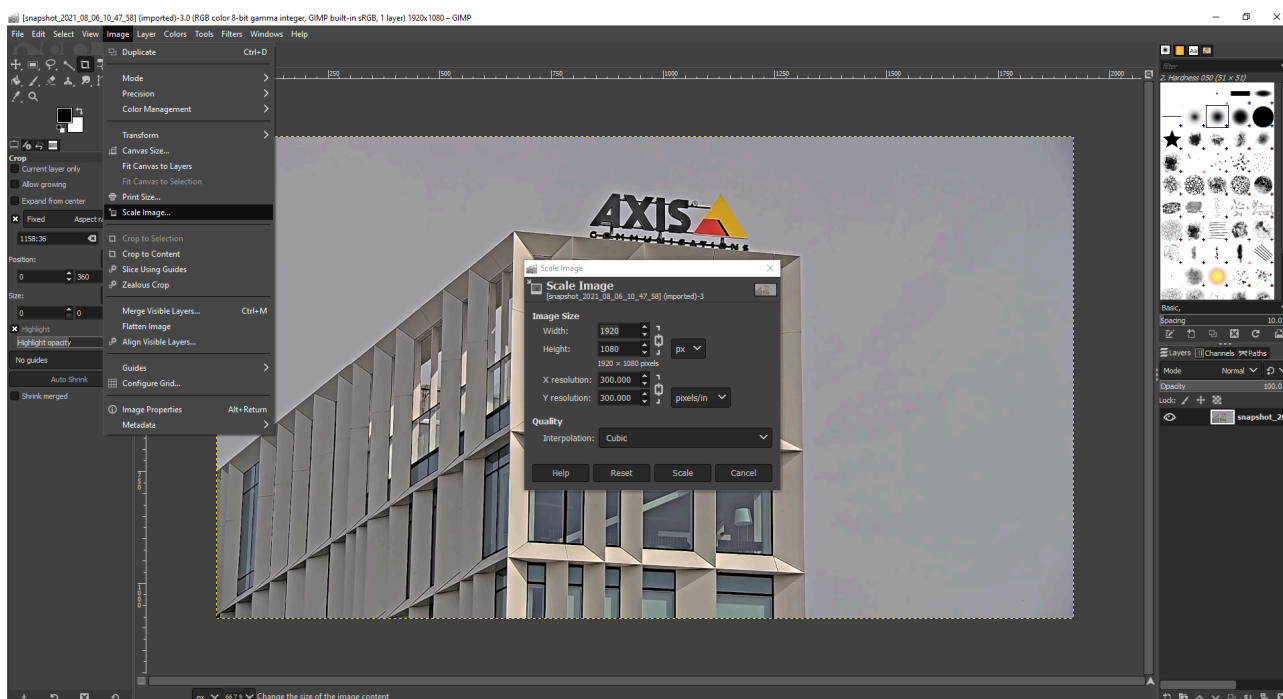 [snapshot_2021_08_06_10_47_58] (imported)-3.0 (RGB color 8-bit gamma integer, GIMP built-in sRGB, 1 layer) 1920x1080 – GIMP
File Edit Select View Image Layer Colors Tools Filters Windows Help
Duplicate Ctrl+D
Mode
Precision
Color Management
Transform
Canvas Size...
Fit Canvas to Layers
Fit Canvas to Selection
Print Size...
Scale Image...
Crop to Selection
Crop to Content
Slice Using Guides
Zealous Crop
Merge Visible Layers... Ctrl+M
Flatten Image
Align Visible Layers...
Guides
Configure Grid...
Image Properties Alt+Return
Metadata
Crop
Current layer only
Allow growing
Expand from center
Fixed Aspect
1158:36
Position:
0 360
Size:
0 0
Highlight
Highlight opacity
No guides
Auto Shrink
Shrink merged
250 500 750 1000 1250 1500 1750 2000
750
1000
AXIS
COMMUNICATIONS
Scale Image
Scale Image
[snapshot_2021_08_06_10_47_58] (imported)-3
Image Size
Width: 1920
Height: 1080 px
1920 × 1080 pixels
X resolution: 300.000
Y resolution: 300.000 pixels/in
Quality
Interpolation: Cubic
Help Reset Scale Cancel
Aa
filter
2. Hardness 050 (51 × 51)
Basic,
Spacing 10.0
Layers Channels Paths
Mode Normal
Opacity 100.0
Lock:
snapshot_2
px 66.7 % Change the size of the image content